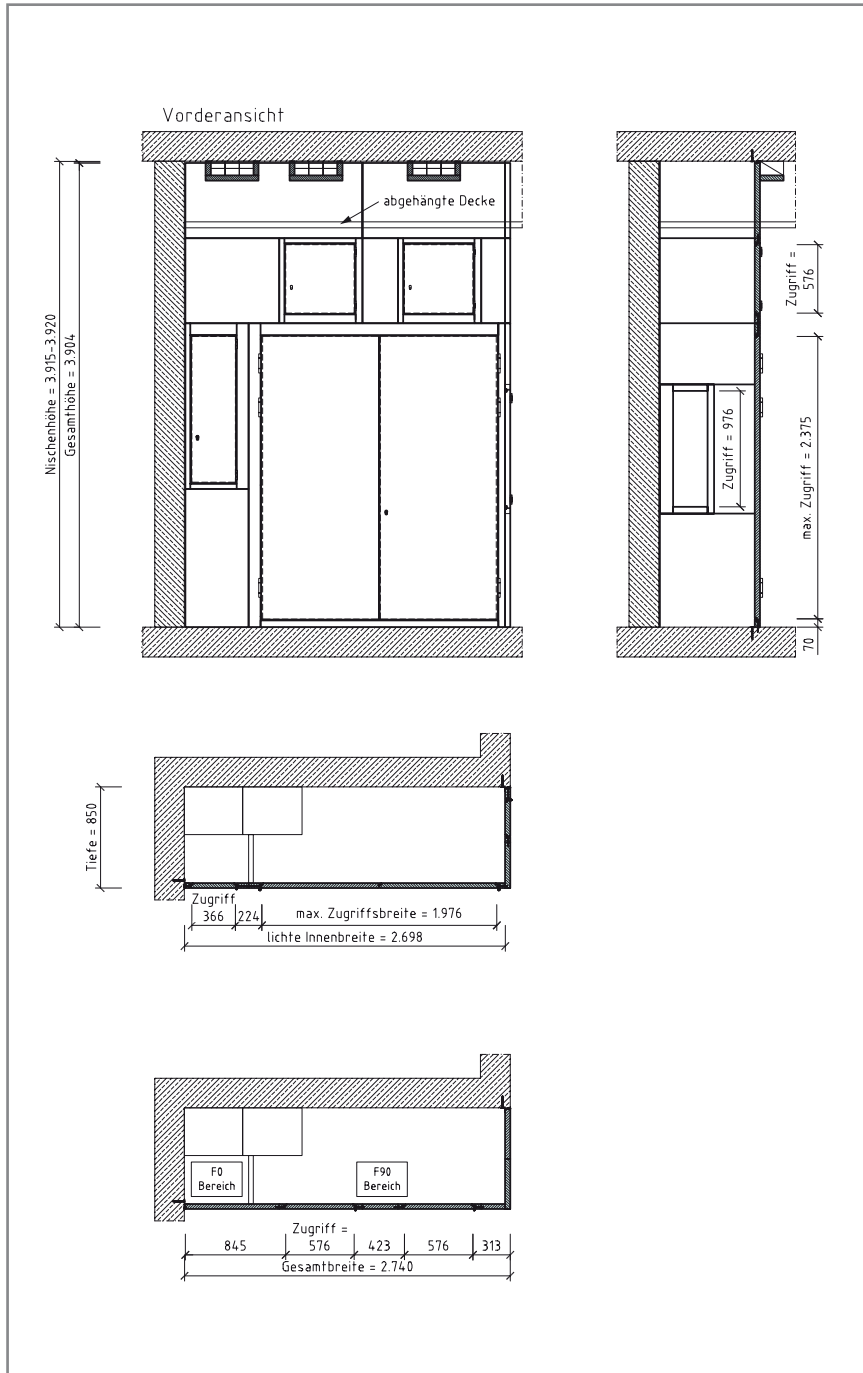 Vorderansicht
abgehängte Decke
Nischenhöhe = 3.915-3.920
Gesamthöhe = 3.904
Zugriff =
576
Zugriff = 976
max. Zugriff = 2.375
70
Tiefe = 850
Zugriff
366
224
max. Zugriffsbreite = 1.976
lichte Innenbreite = 2.698
F0
Bereich
F90
Bereich
Zugriff =
845
576
423
576
313
Gesamtbreite = 2.740